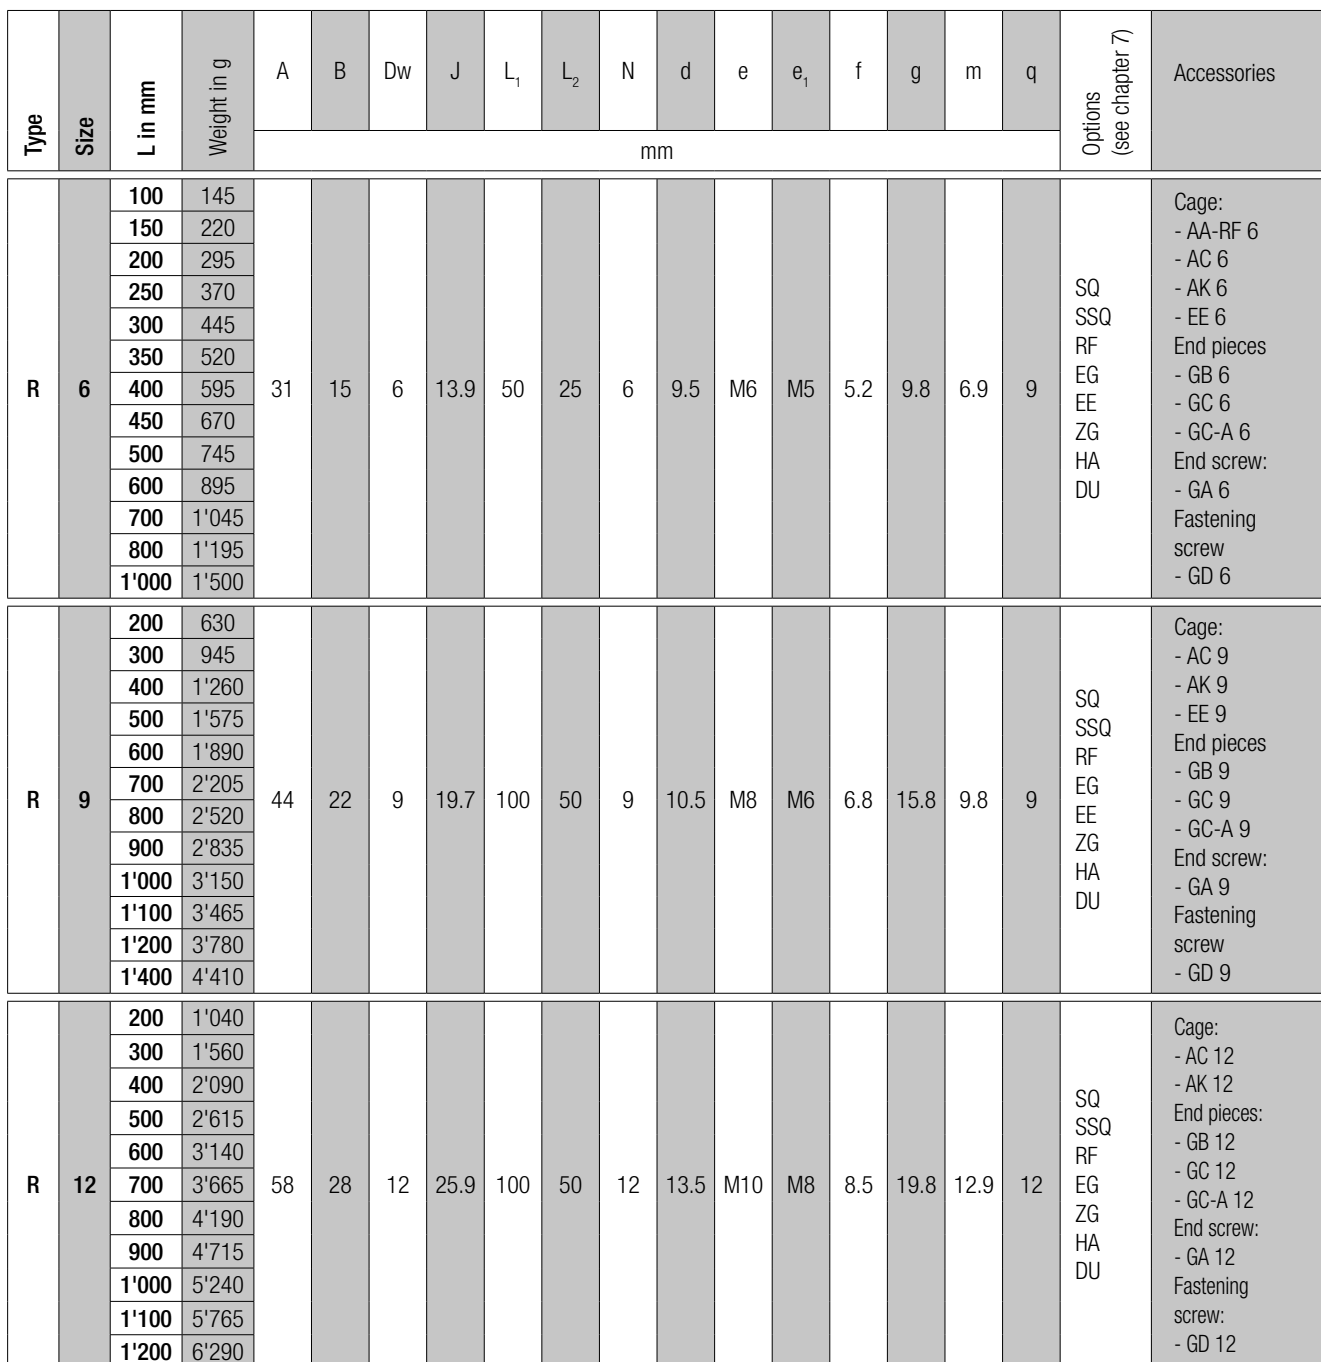 Type Size L in mm Weight in g A B Dw J L1 L2 N d e e1 f g m q Options (see chapter 7) Accessories
mm
R 6 31 15 6 13.9 50 25 6 9.5 M6 M5 5.2 9.8 6.9 9
100 145
150 220
200 295
250 370
300 445
350 520
400 595
450 670
500 745
600 895
700 1'045
800 1'195
1'000 1'500
SQ
SSQ
RF
EG
EE
ZG
HA
DU
Cage:
- AA-RF 6
- AC 6
- AK 6
- EE 6
End pieces
- GB 6
- GC 6
- GC-A 6
End screw:
- GA 6
Fastening
screw
- GD 6
R 9 44 22 9 19.7 100 50 9 10.5 M8 M6 6.8 15.8 9.8 9
200 630
300 945
400 1'260
500 1'575
600 1'890
700 2'205
800 2'520
900 2'835
1'000 3'150
1'100 3'465
1'200 3'780
1'400 4'410
SQ
SSQ
RF
EG
EE
ZG
HA
DU
Cage:
- AC 9
- AK 9
- EE 9
End pieces
- GB 9
- GC 9
- GC-A 9
End screw:
- GA 9
Fastening
screw
- GD 9
R 12 58 28 12 25.9 100 50 12 13.5 M10 M8 8.5 19.8 12.9 12
200 1'040
300 1'560
400 2'090
500 2'615
600 3'140
700 3'665
800 4'190
900 4'715
1'000 5'240
1'100 5'765
1'200 6'290
SQ
SSQ
RF
EG
ZG
HA
DU
Cage:
- AC 12
- AK 12
End pieces:
- GB 12
- GC 12
- GC-A 12
End screw:
- GA 12
Fastening
screw:
- GD 12